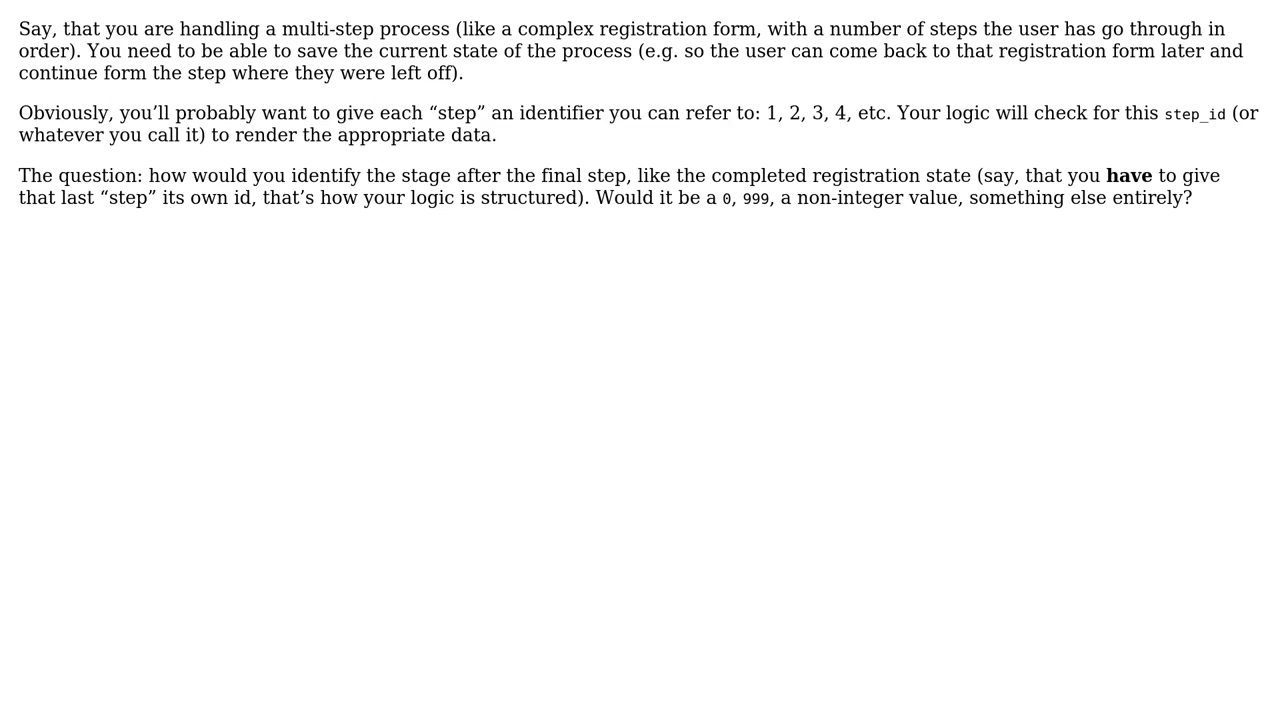 Say, that you are handling a multi-step process (like a complex registration form, with a number of steps the user has go through in
order). You need to be able to save the current state of the process (e.g. so the user can come back to that registration form later and
continue form the step where they were left off).
Obviously, you’ll probably want to give each “step” an identifier you can refer to: 1, 2, 3, 4, etc. Your logic will check for this step_id (or
whatever you call it) to render the appropriate data.
The question: how would you identify the stage after the final step, like the completed registration state (say, that you have to give
that last “step” its own id, that’s how your logic is structured). Would it be a 0, 999, a non-integer value, something else entirely?